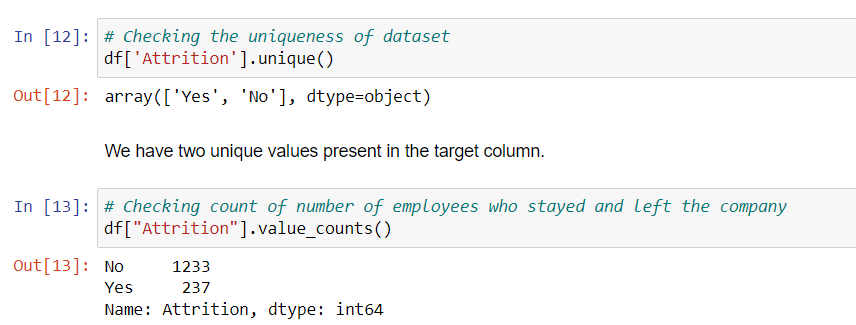 In [12]: # Checking the uniqueness of dataset
df['Attrition'].unique()
Out[12]: array(['Yes', 'No'], dtype=object)
We have two unique values present in the target column.
In [13]: # Checking count of number of employees who stayed and left the company
df["Attrition"].value_counts()
Out[13]: No     1233
Yes     237
Name: Attrition, dtype: int64